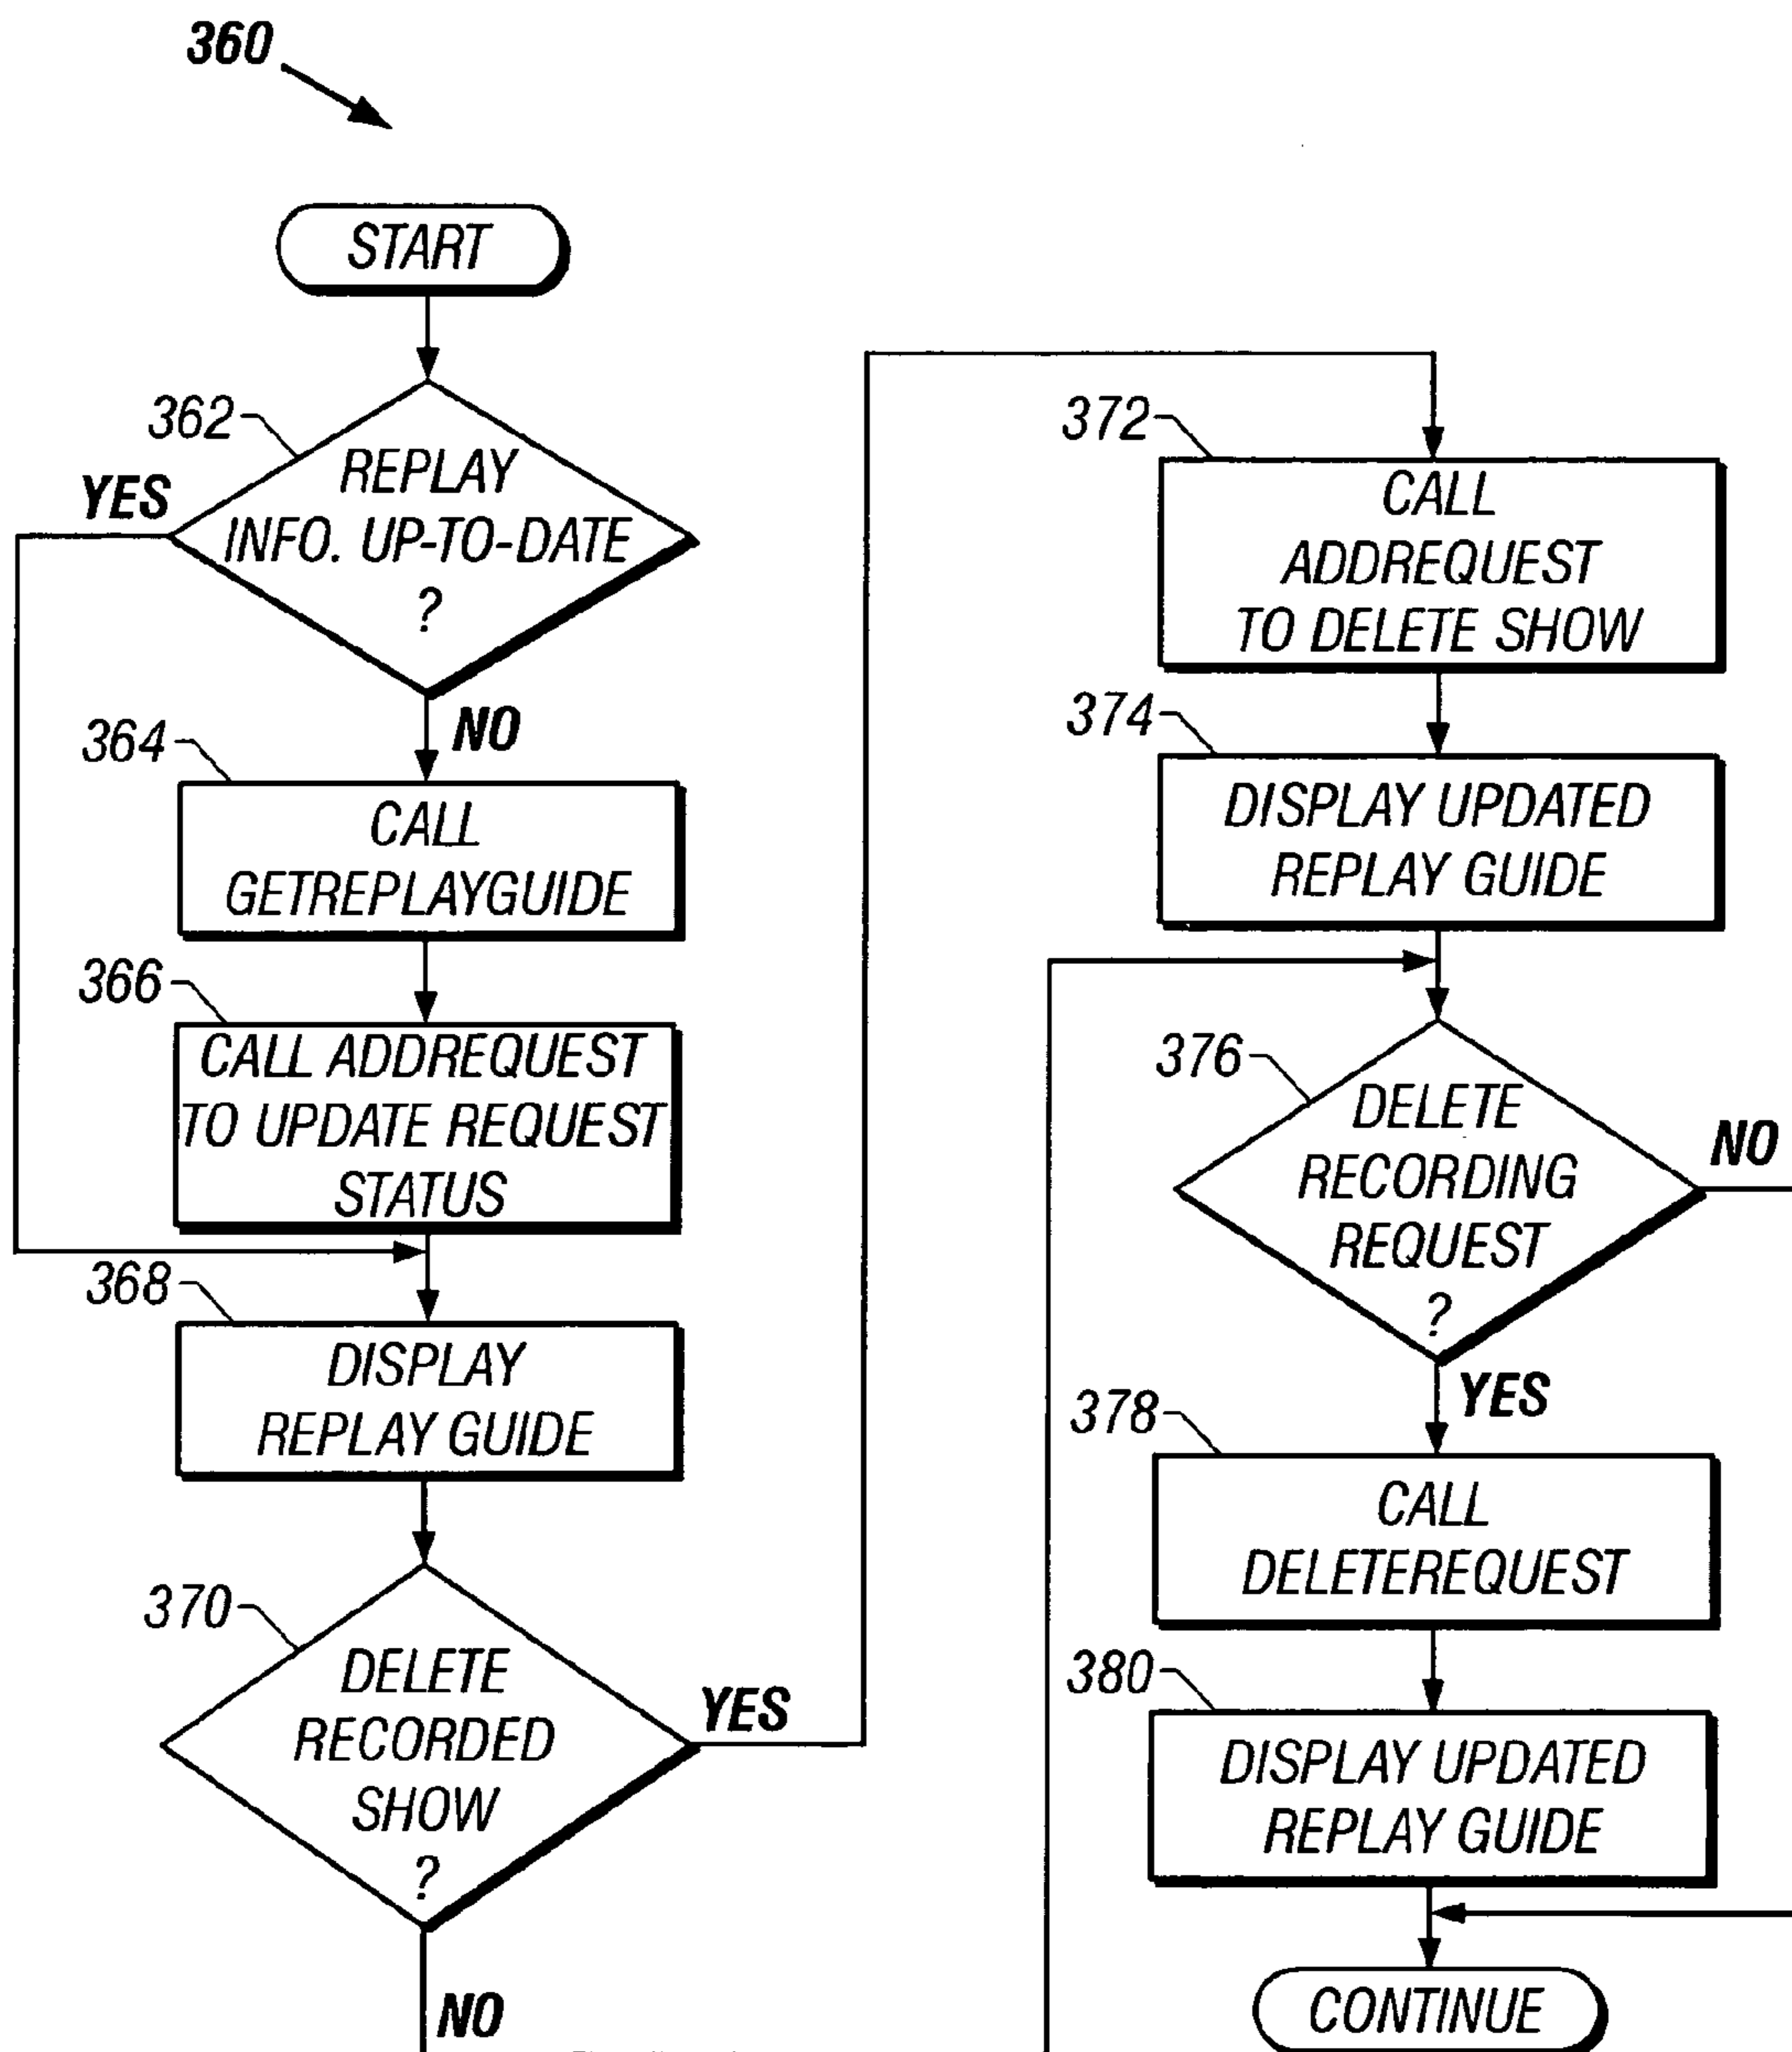 360
START
362
YES
REPLAY
INFO. UP-TO-DATE
?
NO
364
CALL
GETREPLAYGUIDE
366
CALL ADDREQUEST
TO UPDATE REQUEST
STATUS
368
DISPLAY
REPLAY GUIDE
370
DELETE
RECORDED
SHOW
?
YES
NO
372
CALL
ADDREQUEST
TO DELETE SHOW
374
DISPLAY UPDATED
REPLAY GUIDE
376
DELETE
RECORDING
REQUEST
?
NO
YES
378
CALL
DELETEREQUEST
380
DISPLAY UPDATED
REPLAY GUIDE
CONTINUE